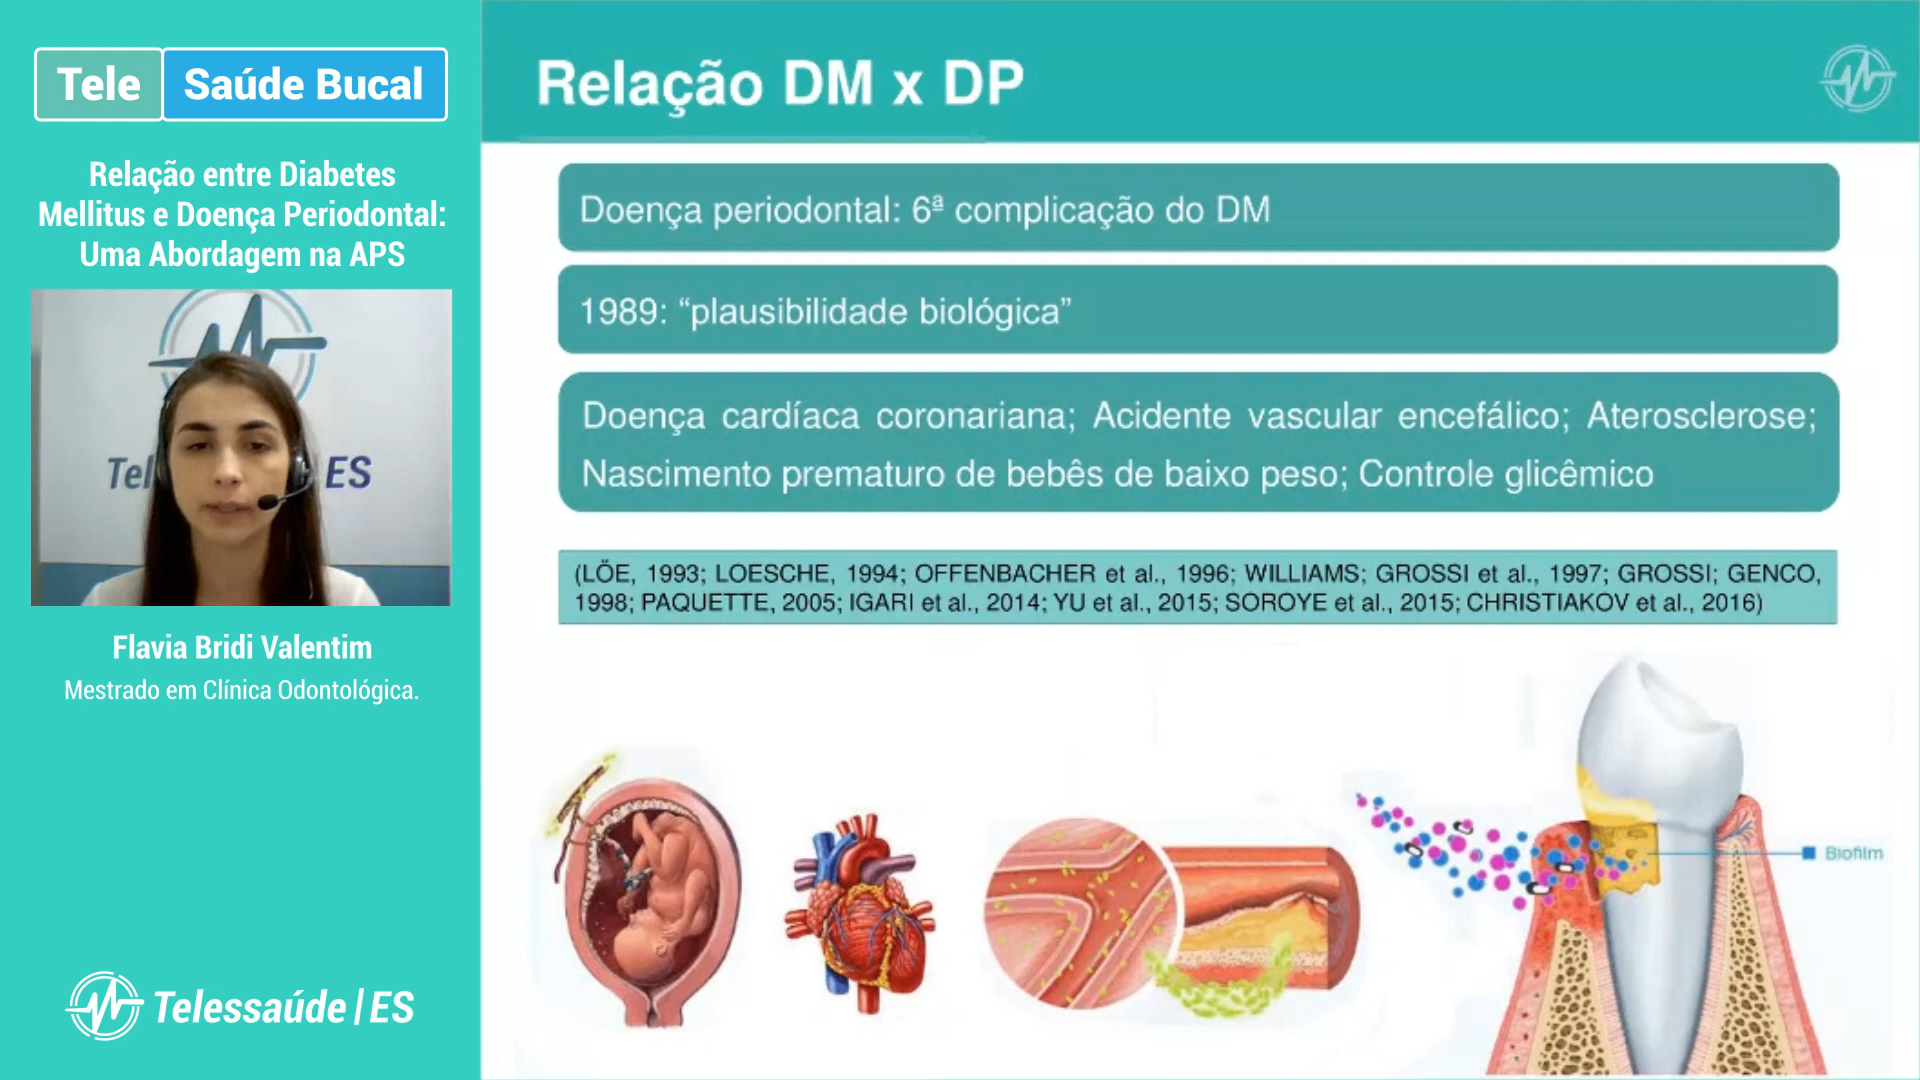 Tele Saúde Bucal
Relação entre Diabetes
Mellitus e Doença Periodontal:
Uma Abordagem na APS
Tel ES
Flavia Bridi Valentim
Mestrado em Clínica Odontológica.
Telessaúde|ES
Relação DM x DP
Doença periodontal: 6ª complicação do DM
1989: “plausibilidade biológica”
Doença cardíaca coronariana; Acidente vascular encefálico; Aterosclerose;
Nascimento prematuro de bebês de baixo peso; Controle glicêmico
(LÖE, 1993; LOESCHE, 1994; OFFENBACHER et al., 1996; WILLIAMS; GROSSI et al., 1997; GROSSI; GENCO,
1998; PAQUETTE, 2005; IGARI et al., 2014; YU et al., 2015; SOROYE et al., 2015; CHRISTIAKOV et al., 2016)
Biofilm